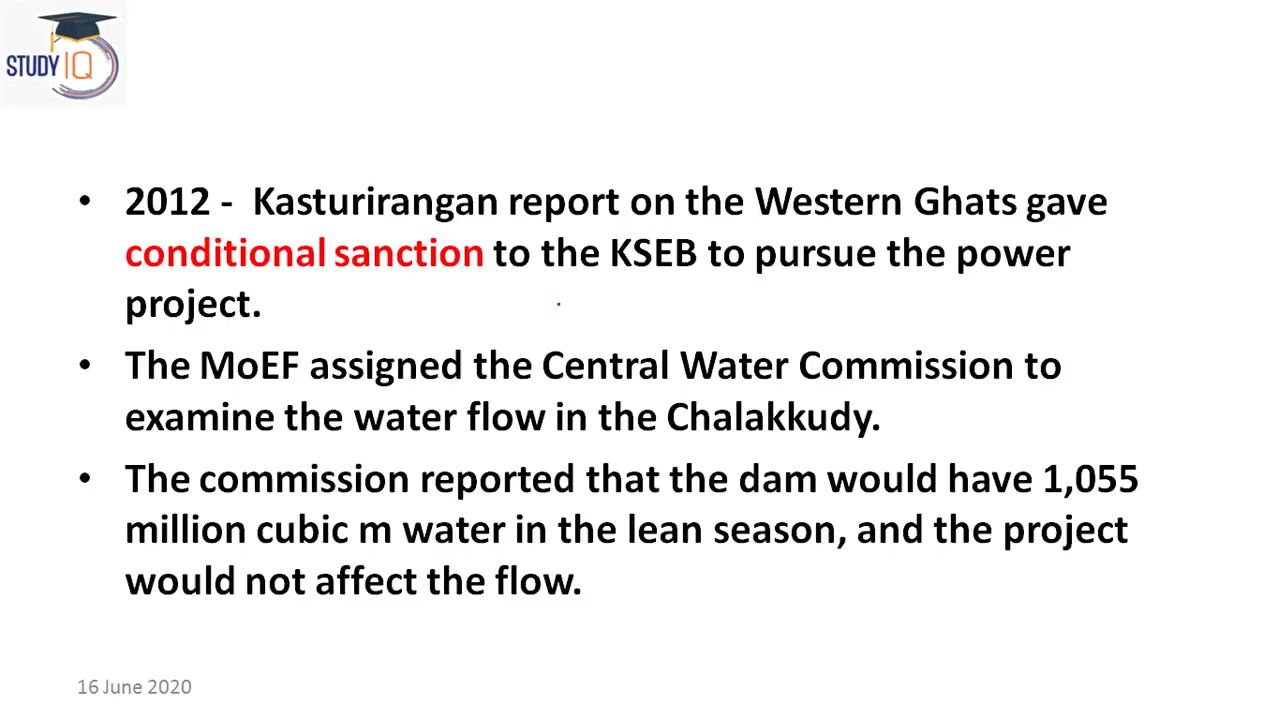 STUDY IQ
• 2012 - Kasturirangan report on the Western Ghats gave
conditional sanction to the KSEB to pursue the power
project.
• The MoEF assigned the Central Water Commission to
examine the water flow in the Chalakkudy.
• The commission reported that the dam would have 1,055
million cubic m water in the lean season, and the project
would not affect the flow.
16 June 2020